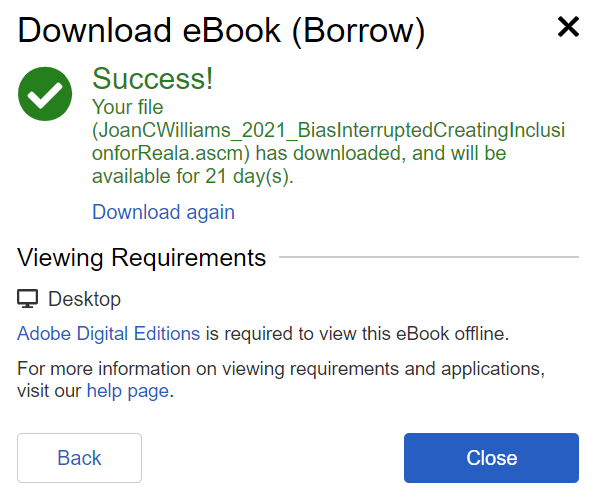 Download eBook (Borrow)
Success!
Your file
(JoanCWilliams_2021_BiasInterruptedCreatingInclusi
onforReala.ascm) has downloaded, and will be
available for 21 day(s).
Download again
Viewing Requirements
Desktop
Adobe Digital Editions is required to view this eBook offline.
For more information on viewing requirements and applications,
visit our help page.
Back
Close